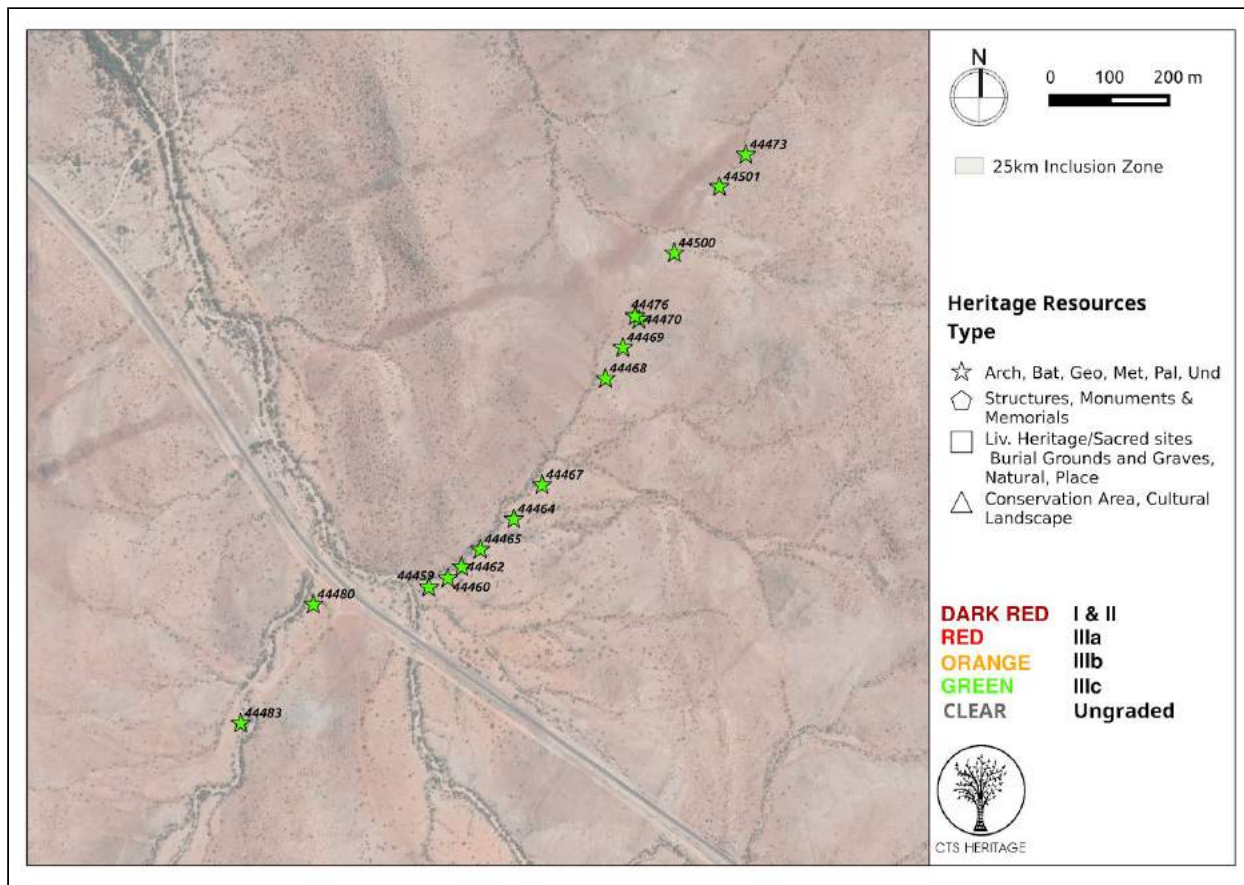 44473
44501
44500
44476
44470
44469
44468
44467
44464
44465
44462
44459
44460
44480
44483
N
0 100 200 m
25km Inclusion Zone
Heritage Resources
Type
Arch, Bat, Geo, Met, Pal, Und
Structures, Monuments &
Memorials
Liv. Heritage/Sacred sites
Burial Grounds and Graves,
Natural, Place
Conservation Area, Cultural
Landscape
DARK RED I & II
RED IIIa
ORANGE IIIb
GREEN IIIc
CLEAR Ungraded
CTS HERITAGE